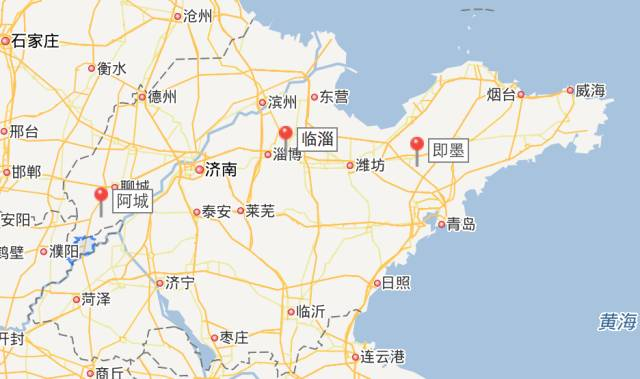 沧州
石家庄
衡水
德州
滨州
东营
烟台
威海
邢台
临淄
即墨
淄博
潍坊
济南
邯郸
聊城
阿城
泰安
莱芜
安阳
青岛
鹤壁
濮阳
济宁
日照
菏泽
临沂
黄海
开封
枣庄
连云港
商丘